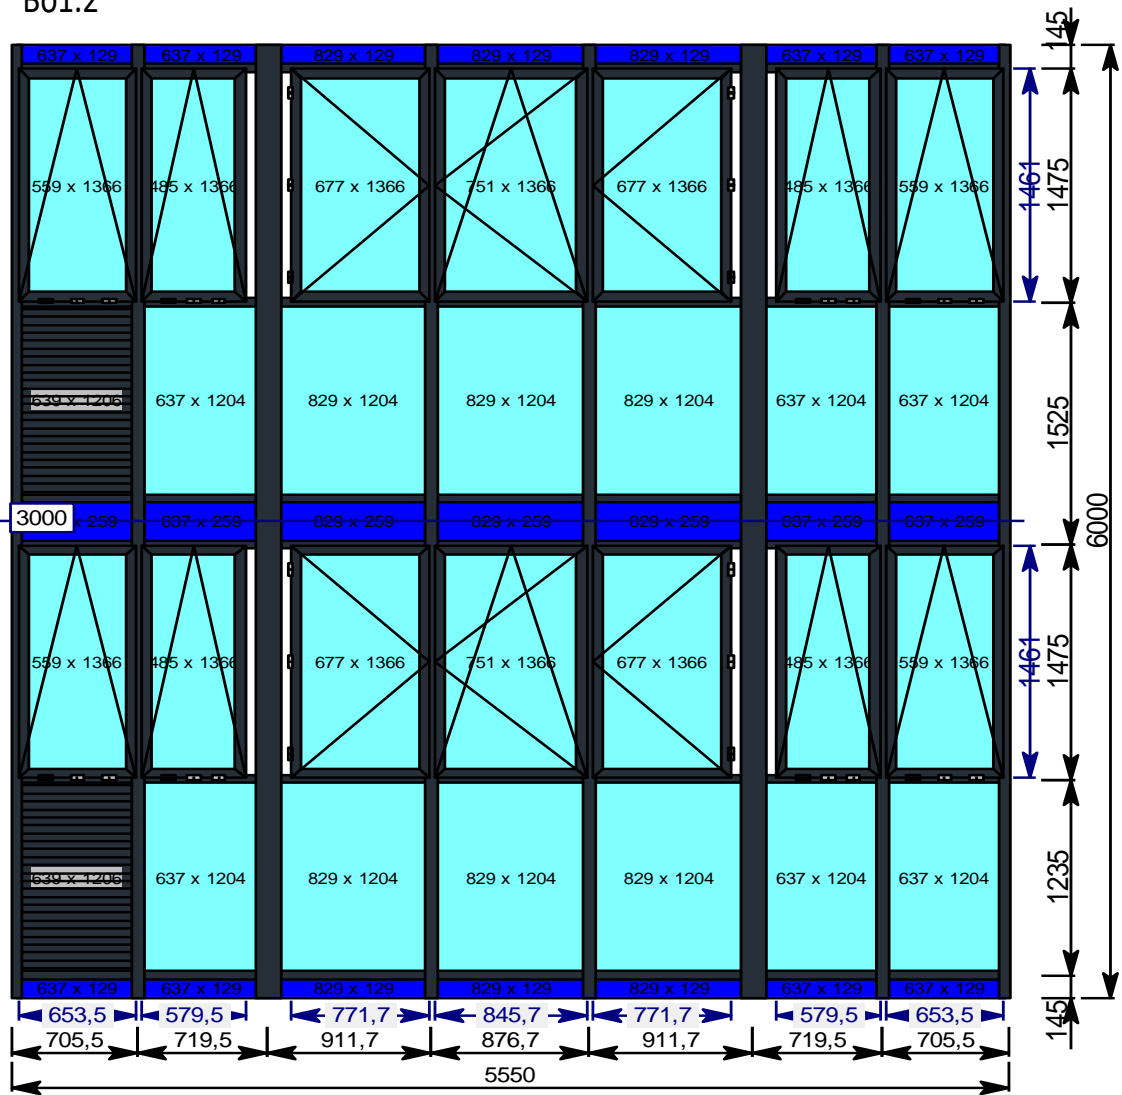 B01.2
637 x 129 637 x 129 829 x 129 829 x 129 829 x 129 637 x 129 637 x 129
145
559 x 1366 485 x 1366 677 x 1366 751 x 1366 677 x 1366 485 x 1366 559 x 1366
1461
1475
639 x 1206 637 x 1204 829 x 1204 829 x 1204 829 x 1204 637 x 1204 637 x 1204
1525
3000 x 259 637 x 259 829 x 259 829 x 259 829 x 259 637 x 259 637 x 259
6000
559 x 1366 485 x 1366 677 x 1366 751 x 1366 677 x 1366 485 x 1366 559 x 1366
1461
1475
639 x 1206 637 x 1204 829 x 1204 829 x 1204 829 x 1204 637 x 1204 637 x 1204
1235
637 x 129 637 x 129 829 x 129 829 x 129 829 x 129 637 x 129 637 x 129
145
653,5 579,5 771,7 845,7 771,7 579,5 653,5
705,5 719,5 911,7 876,7 911,7 719,5 705,5
5550